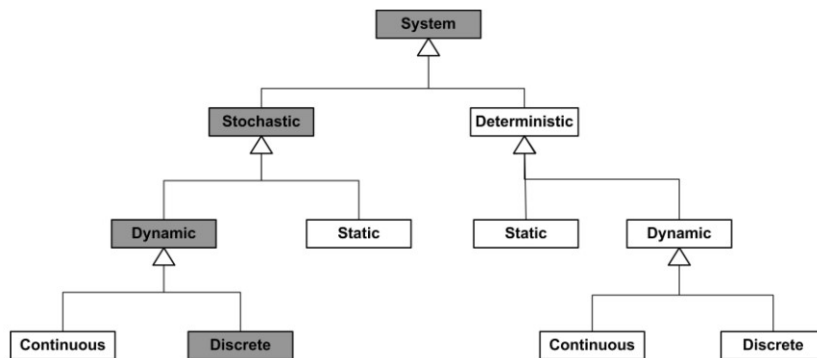 System
Stochastic
Deterministic
Dynamic
Static
Static
Dynamic
Continuous
Discrete
Continuous
Discrete